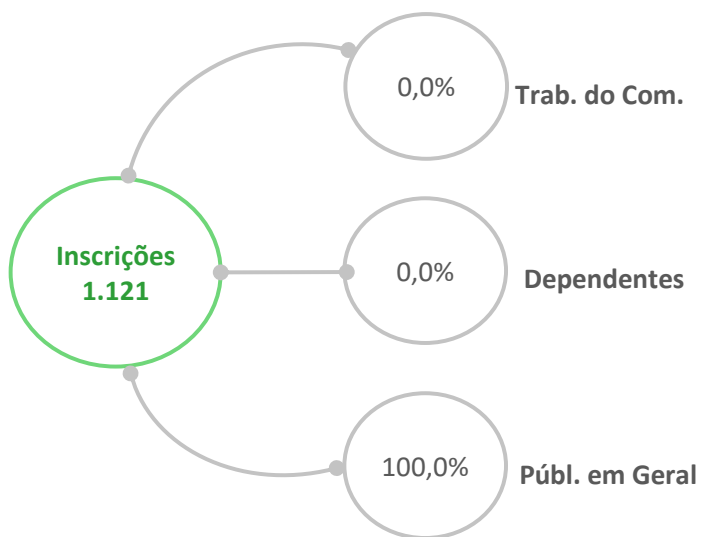 0,0%
Trab. do Com.
Inscrições
1.121
0,0%
Dependentes
100,0%
Públ. em Geral